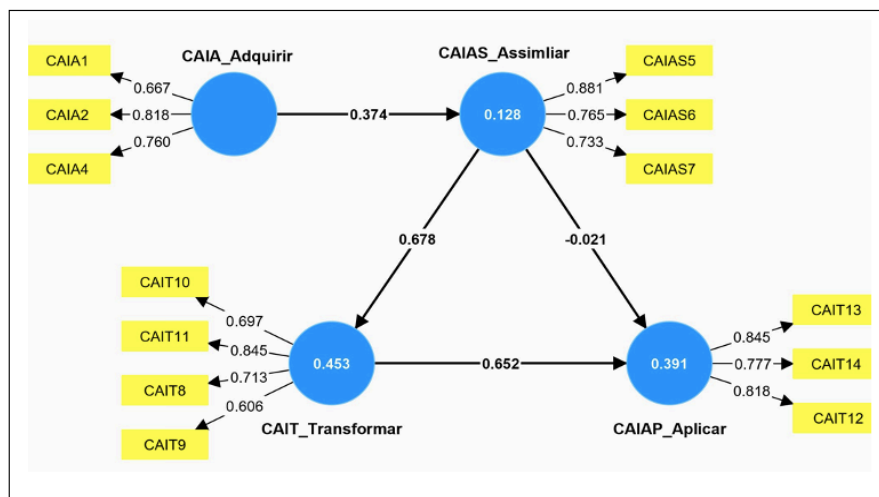 CAIA_Adquirir
CAIAS_Assimliar
CAIA1
CAIA2
CAIA4
0.667
0.818
0.760
0.374
0.128
0.881
0.765
0.733
CAIAS5
CAIAS6
CAIAS7
0.678
-0.021
CAIT10
CAIT11
CAIT8
CAIT9
0.697
0.845
0.713
0.606
0.453
0.652
0.391
0.845
0.777
0.818
CAIT13
CAIT14
CAIT12
CAIT_Transformar
CAIAP_Aplicar